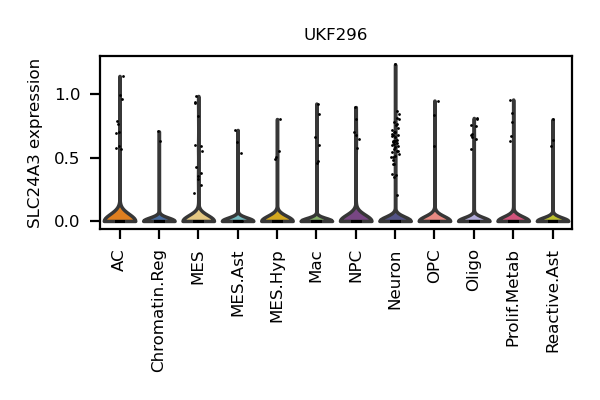 UKF296
SLC24A3 expression
1.0
0.5
0.0
AC
Chromatin.Reg
MES
MES.Ast
MES.Hyp
Mac
NPC
Neuron
OPC
Oligo
Prolif.Metab
Reactive.Ast